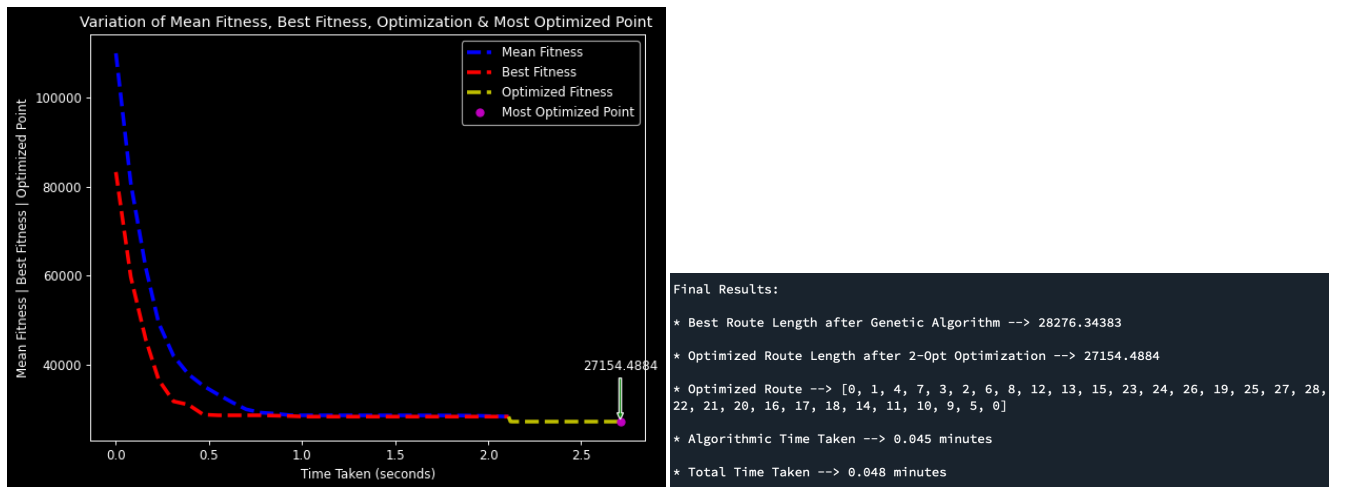 Variation of Mean Fitness, Best Fitness, Optimization & Most Optimized Point
Mean Fitness
Best Fitness
Optimized Fitness
Most Optimized Point
Mean Fitness | Best Fitness | Optimized Point
100000
80000
60000
40000
27154.4884
0.0
0.5
1.0
1.5
2.0
2.5
Time Taken (seconds)
Final Results:
* Best Route Length after Genetic Algorithm --> 28276.34383
* Optimized Route Length after 2-Opt Optimization --> 27154.4884
* Optimized Route --> [0, 1, 4, 7, 3, 2, 6, 8, 12, 13, 15, 23, 24, 26, 19, 25, 27, 28,
22, 21, 20, 16, 17, 18, 14, 11, 10, 9, 5, 0]
* Algorithmic Time Taken --> 0.045 minutes
* Total Time Taken --> 0.048 minutes